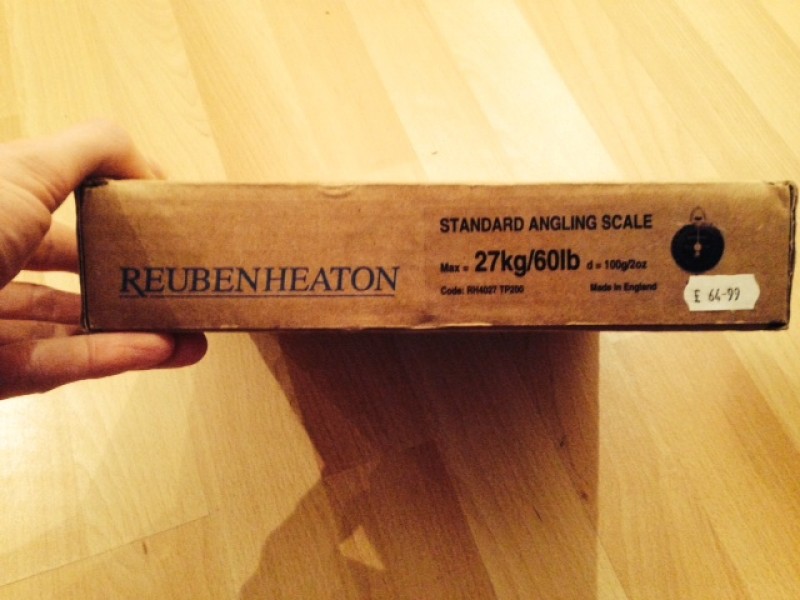 REUBENHEATON
STANDARD ANGLING SCALE
Max = 27kg/60lb d = 100g/2oz
Code: RH4027 TP200 Made In England
£ 64-99